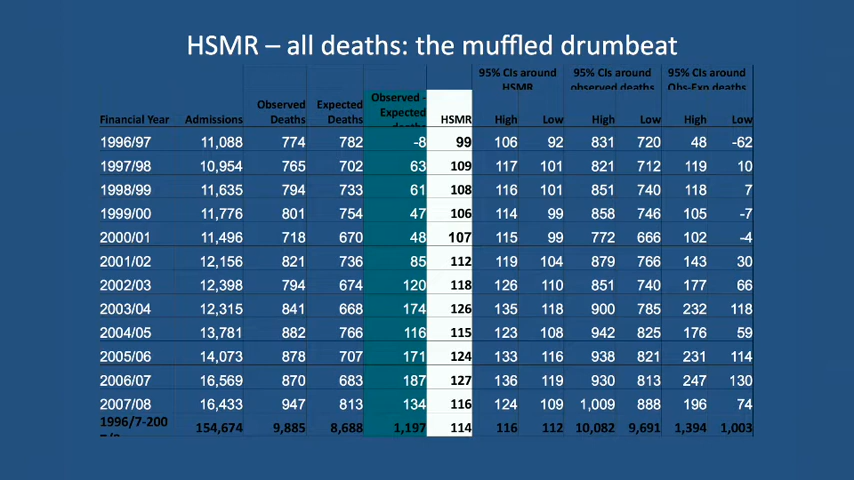 HSMR – all deaths: the muffled drumbeat
95% CIs around HSMR 95% CIs around observed deaths 95% CIs around Obs-Exp deaths
Financial Year Admissions Observed Deaths Expected Deaths Observed - Expected deaths HSMR High Low High Low High Low
1996/97 11,088 774 782 -8 99 106 92 831 720 48 -62
1997/98 10,954 765 702 63 109 117 101 821 712 119 10
1998/99 11,635 794 733 61 108 116 101 851 740 118 7
1999/00 11,776 801 754 47 106 114 99 858 746 105 -7
2000/01 11,496 718 670 48 107 115 99 772 666 102 -4
2001/02 12,156 821 736 85 112 119 104 879 766 143 30
2002/03 12,398 794 674 120 118 126 110 851 740 177 66
2003/04 12,315 841 668 174 126 135 118 900 785 232 118
2004/05 13,781 882 766 116 115 123 108 942 825 176 59
2005/06 14,073 878 707 171 124 133 116 938 821 231 114
2006/07 16,569 870 683 187 127 136 119 930 813 247 130
2007/08 16,433 947 813 134 116 124 109 1,009 888 196 74
1996/7-200 154,674 9,885 8,688 1,197 114 116 112 10,082 9,691 1,394 1,003